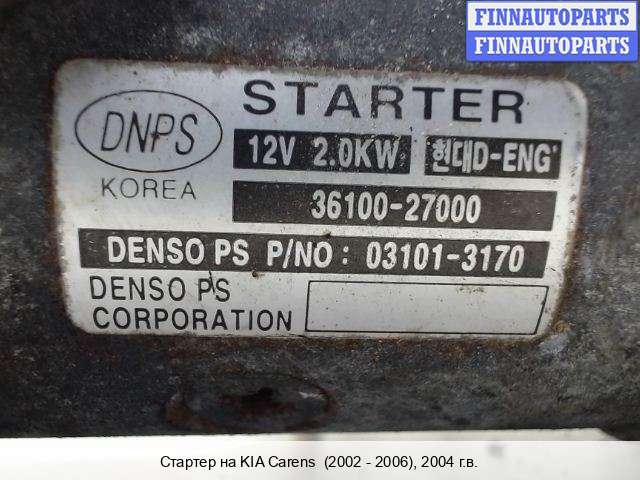 FINNAUTOPARTS
FINNAUTOPARTS
STARTER
DNPS
KOREA
12V 2.0KW 현대D-ENG'
36100-27000
DENSO PS P/NO : 03101-3170
DENSO PS
CORPORATION
Стартер на KIA Carens (2002 - 2006), 2004 г.в.